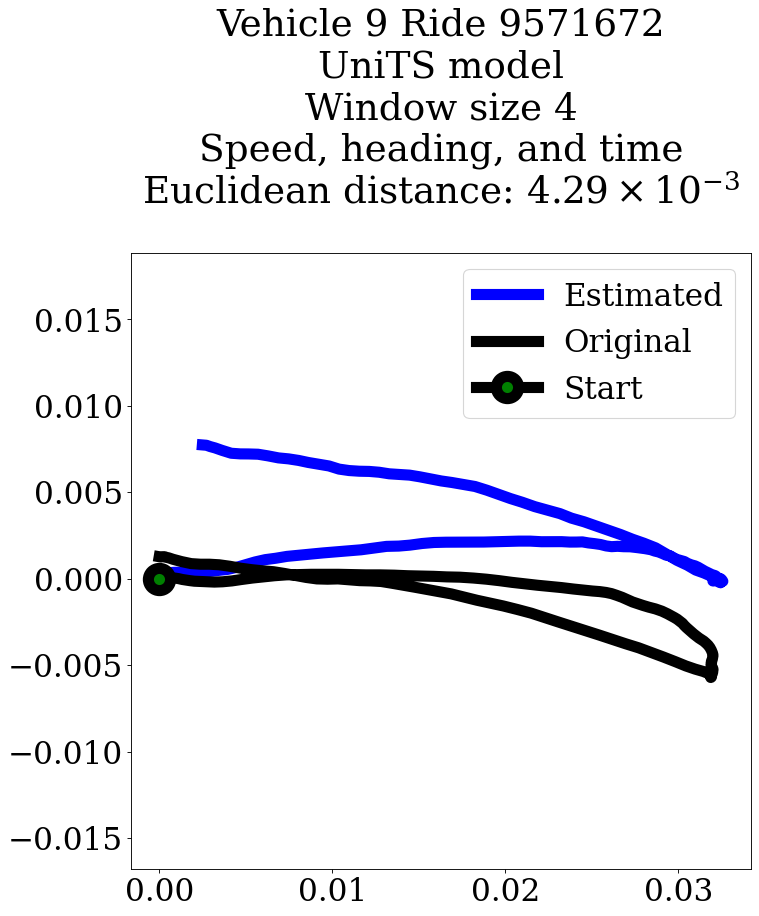 Vehicle 9 Ride 9571672
UniTS model
Window size 4
Speed, heading, and time
Euclidean distance: 4.29 × 10⁻³
Estimated
Original
Start
0.015
0.010
0.005
0.000
−0.005
−0.010
−0.015
0.00 0.01 0.02 0.03